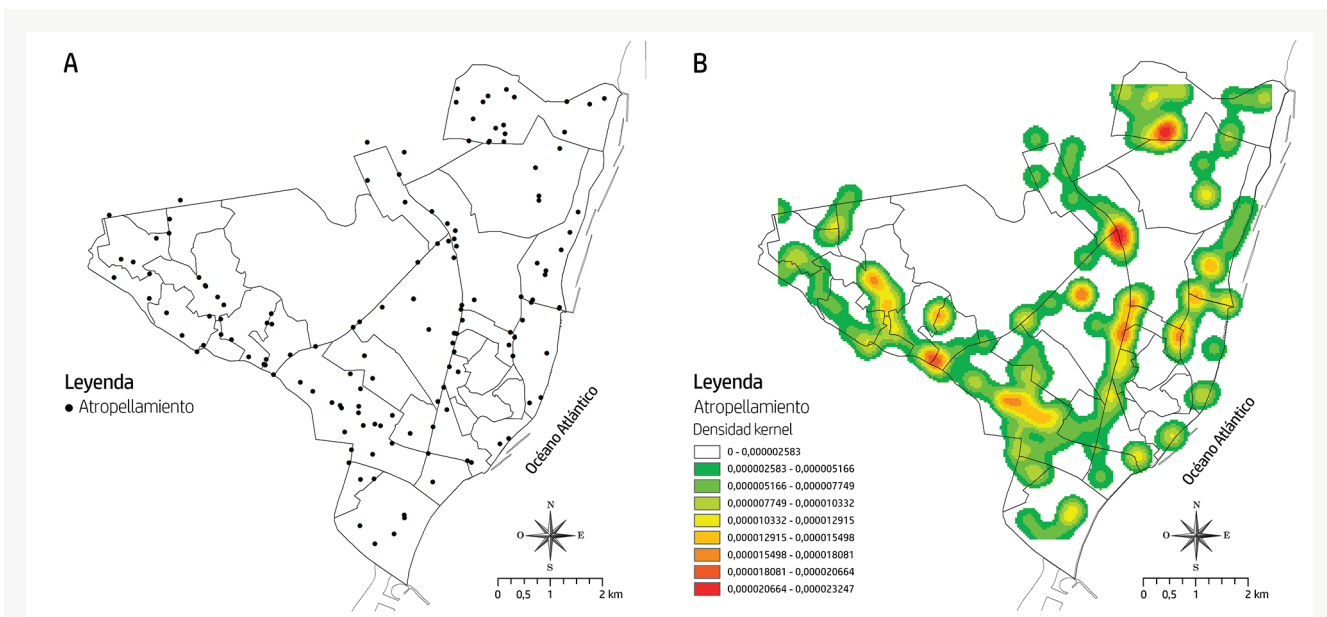 A
Leyenda
Atropellamiento
Océano Atlántico
N
O
E
S
0 0,5 1 2 km
B
Leyenda
Atropellamiento
Densidad kernel
0 - 0,000002583
0,000002583 - 0,000005166
0,000005166 - 0,000007749
0,000007749 - 0,000010332
0,000010332 - 0,000012915
0,000012915 - 0,000015498
0,000015498 - 0,000018081
0,000018081 - 0,000020664
0,000020664 - 0,000023247
Océano Atlántico
N
O
E
S
0 0,5 1 2 km